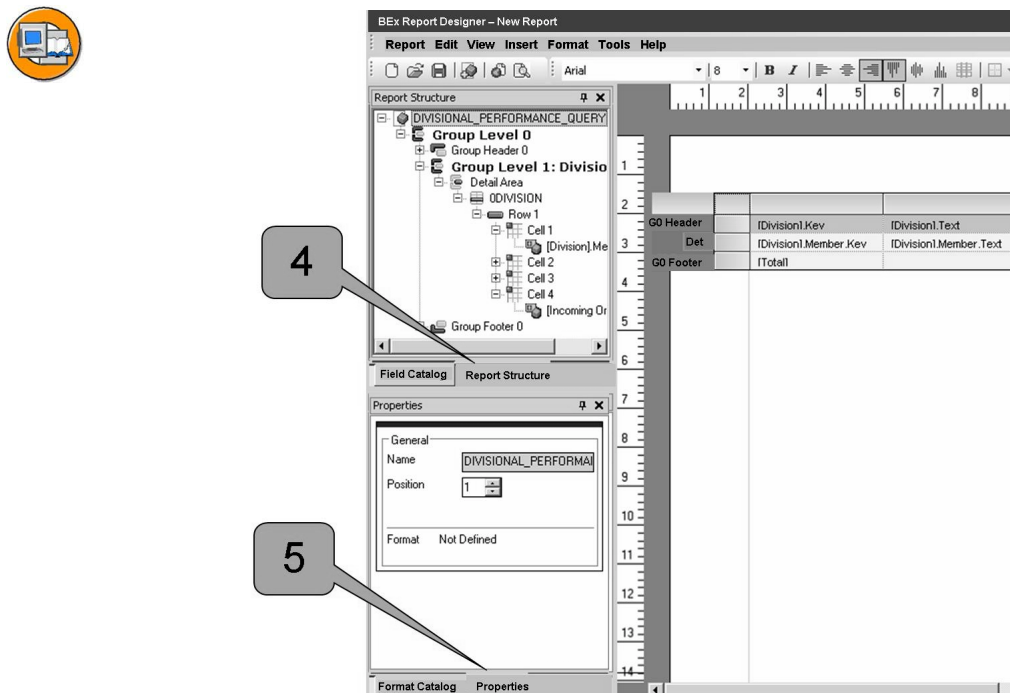 BEx Report Designer – New Report
Report Edit View Insert Format Tools Help
Arial
8
B I
Report Structure
DIVISIONAL_PERFORMANCE_QUERY
Group Level 0
Group Header 0
Group Level 1: Divisio
Detail Area
0DIVISION
Row 1
Cell 1
[Division].Me
Cell 2
Cell 3
Cell 4
[Incoming Or
Group Footer 0
Field Catalog Report Structure
4
Properties
General
Name DIVISIONAL_PERFORMAI
Position 1
Format Not Defined
5
Format Catalog Properties
1 2 3 4 5 6 7 8
1
2
3
4
5
6
7
8
9
10
11
12
13
14
G0 Header [Division].Key [Division].Text
Det [Division].Member.Key [Division].Member.Text
G0 Footer [Total]